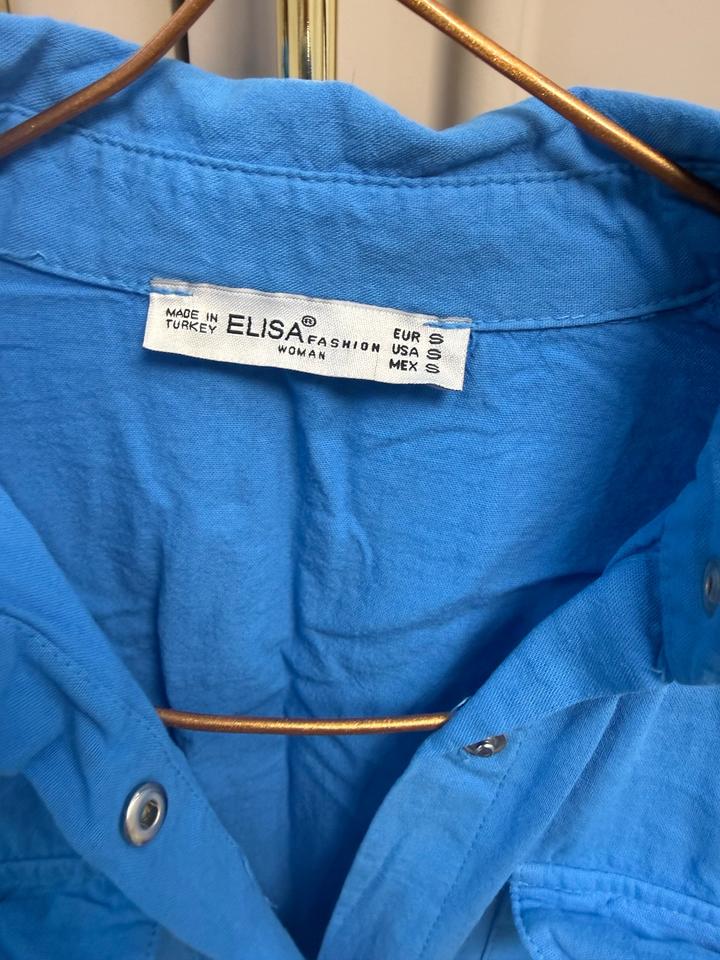 MADE IN
TURKEY
ELISA® FASHION
WOMAN
EUR S
USA S
MEX S